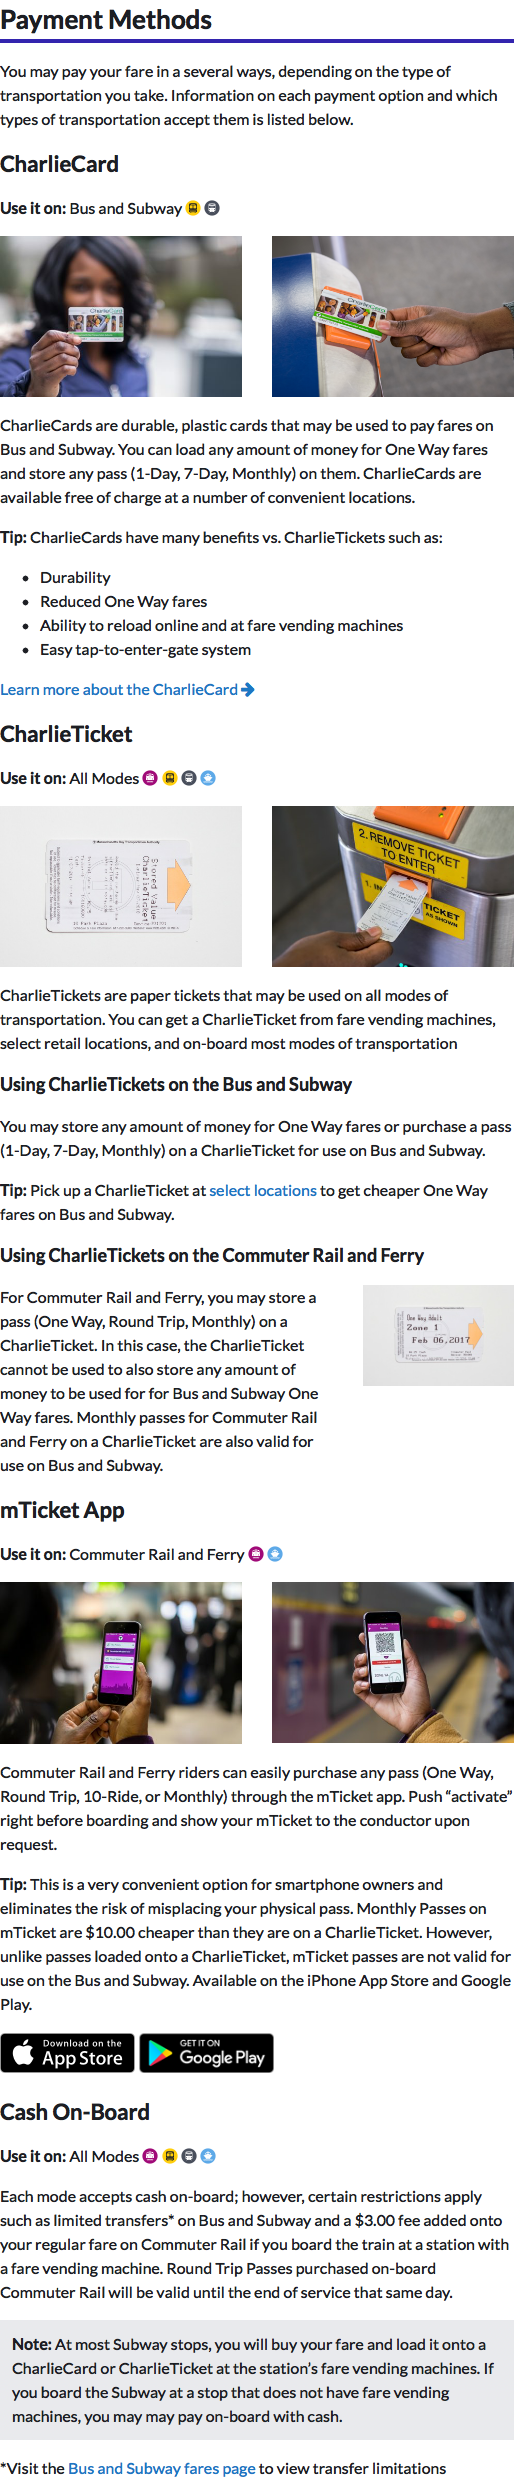 Payment Methods
You may pay your fare in a several ways, depending on the type of
transportation you take. Information on each payment option and which
types of transportation accept them is listed below.
CharlieCard
Use it on: Bus and Subway
CharlieCard
CharlieCard
CharlieCards are durable, plastic cards that may be used to pay fares on
Bus and Subway. You can load any amount of money for One Way fares
and store any pass (1-Day, 7-Day, Monthly) on them. CharlieCards are
available free of charge at a number of convenient locations.
Tip: CharlieCards have many benefits vs. CharlieTickets such as:
• Durability
• Reduced One Way fares
• Ability to reload online and at fare vending machines
• Easy tap-to-enter-gate system
Learn more about the CharlieCard
CharlieTicket
Use it on: All Modes
Stored Value
CharlieTicket
2. REMOVE TICKET
TO ENTER
1. IN
TICKET
AS SHOWN
CharlieTickets are paper tickets that may be used on all modes of
transportation. You can get a CharlieTicket from fare vending machines,
select retail locations, and on-board most modes of transportation
Using CharlieTickets on the Bus and Subway
You may store any amount of money for One Way fares or purchase a pass
(1-Day, 7-Day, Monthly) on a CharlieTicket for use on Bus and Subway.
Tip: Pick up a CharlieTicket at select locations to get cheaper One Way
fares on Bus and Subway.
Using CharlieTickets on the Commuter Rail and Ferry
For Commuter Rail and Ferry, you may store a
pass (One Way, Round Trip, Monthly) on a
CharlieTicket. In this case, the CharlieTicket
cannot be used to also store any amount of
money to be used for for Bus and Subway One
Way fares. Monthly passes for Commuter Rail
and Ferry on a CharlieTicket are also valid for
use on Bus and Subway.
One Way Adult
Zone 1
Feb 06,2017
mTicket App
Use it on: Commuter Rail and Ferry
Commuter Rail and Ferry riders can easily purchase any pass (One Way,
Round Trip, 10-Ride, or Monthly) through the mTicket app. Push “activate”
right before boarding and show your mTicket to the conductor upon
request.
Tip: This is a very convenient option for smartphone owners and
eliminates the risk of misplacing your physical pass. Monthly Passes on
mTicket are $10.00 cheaper than they are on a CharlieTicket. However,
unlike passes loaded onto a CharlieTicket, mTicket passes are not valid for
use on the Bus and Subway. Available on the iPhone App Store and Google
Play.
Download on the
App Store
GET IT ON
Google Play
Cash On-Board
Use it on: All Modes
Each mode accepts cash on-board; however, certain restrictions apply
such as limited transfers* on Bus and Subway and a $3.00 fee added onto
your regular fare on Commuter Rail if you board the train at a station with
a fare vending machine. Round Trip Passes purchased on-board
Commuter Rail will be valid until the end of service that same day.
Note: At most Subway stops, you will buy your fare and load it onto a
CharlieCard or CharlieTicket at the station’s fare vending machines. If
you board the Subway at a stop that does not have fare vending
machines, you may may pay on-board with cash.
*Visit the Bus and Subway fares page to view transfer limitations